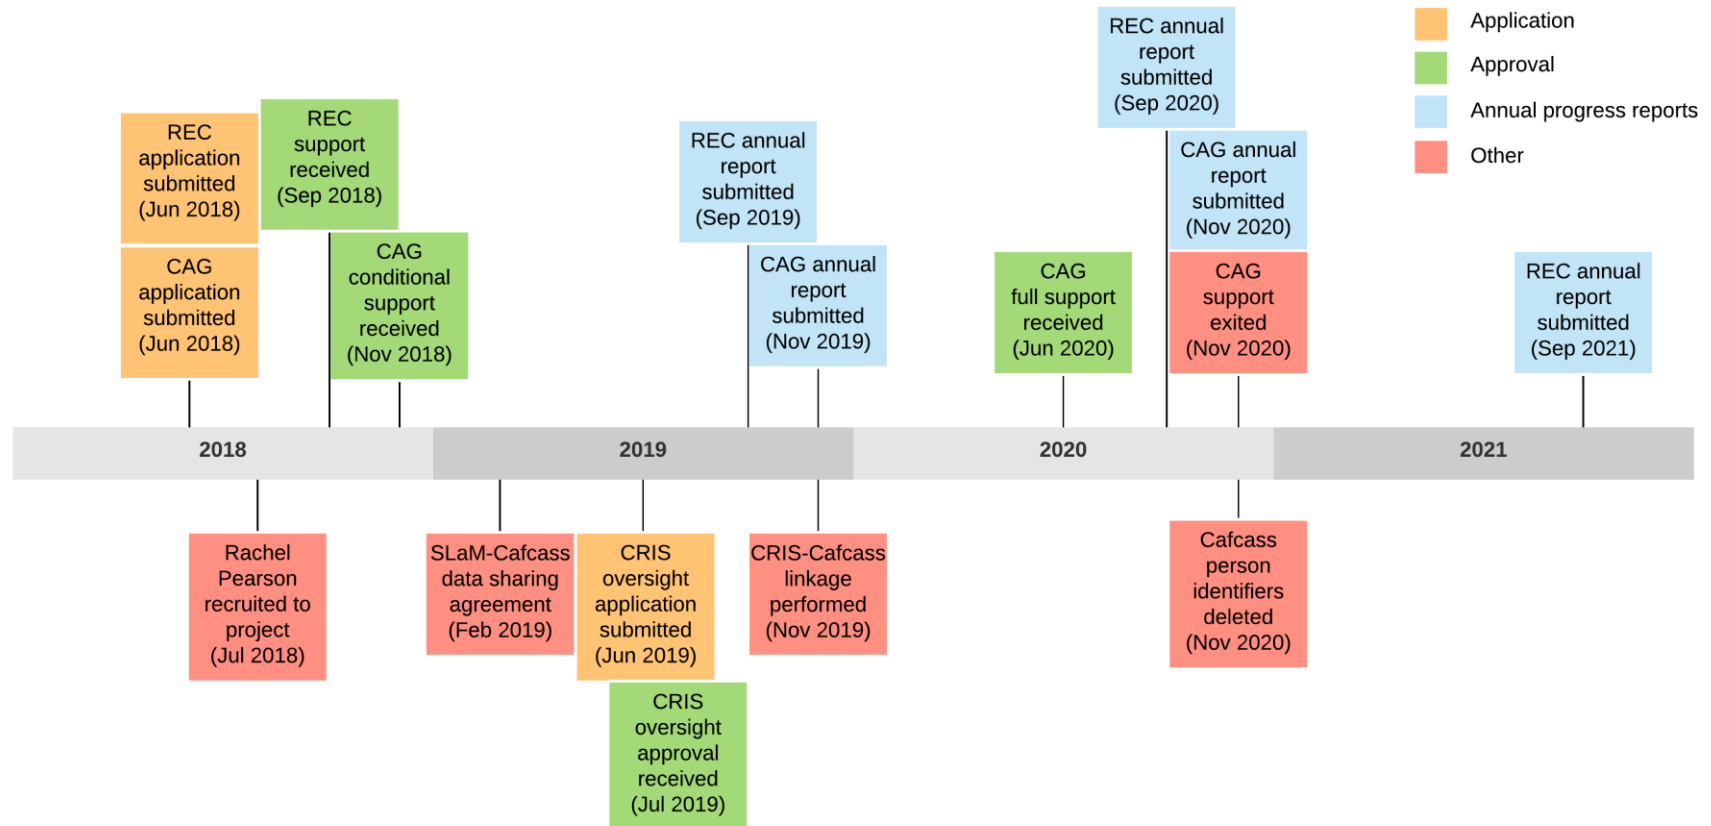 REC
application
submitted
(Jun 2018)
CAG
application
submitted
(Jun 2018)
REC
support
received
(Sep 2018)
CAG
conditional
support
received
(Nov 2018)
REC annual
report
submitted
(Sep 2019)
CAG annual
report
submitted
(Nov 2019)
CAG
full support
received
(Jun 2020)
REC annual
report
submitted
(Sep 2020)
CAG annual
report
submitted
(Nov 2020)
CAG
support
exited
(Nov 2020)
REC annual
report
submitted
(Sep 2021)
Application
Approval
Annual progress reports
Other
2018
2019
2020
2021
Rachel
Pearson
recruited to
project
(Jul 2018)
SLaM-Cafcass
data sharing
agreement
(Feb 2019)
CRIS
oversight
application
submitted
(Jun 2019)
CRIS
oversight
approval
received
(Jul 2019)
CRIS-Cafcass
linkage
performed
(Nov 2019)
Cafcass
person
identifiers
deleted
(Nov 2020)